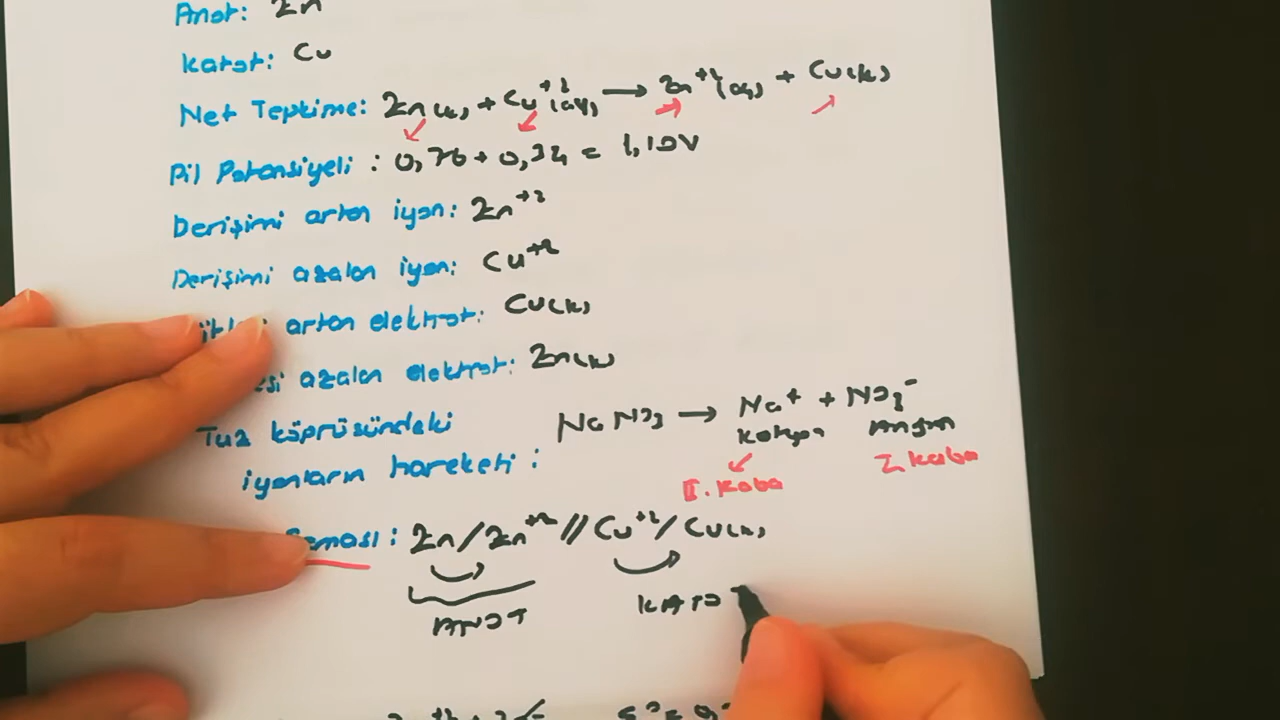 Anot: Zn
Katot: Cu
Net Tepkime: Zn(k) + Cu+2(aq) → Zn+2(aq) + Cu(k)
Pil Potansiyeli : 0,76 + 0,34 = 1,10V
Derişimi artan iyon: Zn+2
Derişimi azalan iyon: Cu+2
artan elektrot: Cu(k)
azalan elektrot: Zn(k)
Tuz köprüsündeki NaNO3 → Na+ + NO3-
iyonların hareketi : Katyon Anyon
II. kaba I. kaba
Şeması: Zn/Zn+2//Cu+2/Cu(k)
ANOT KATOT